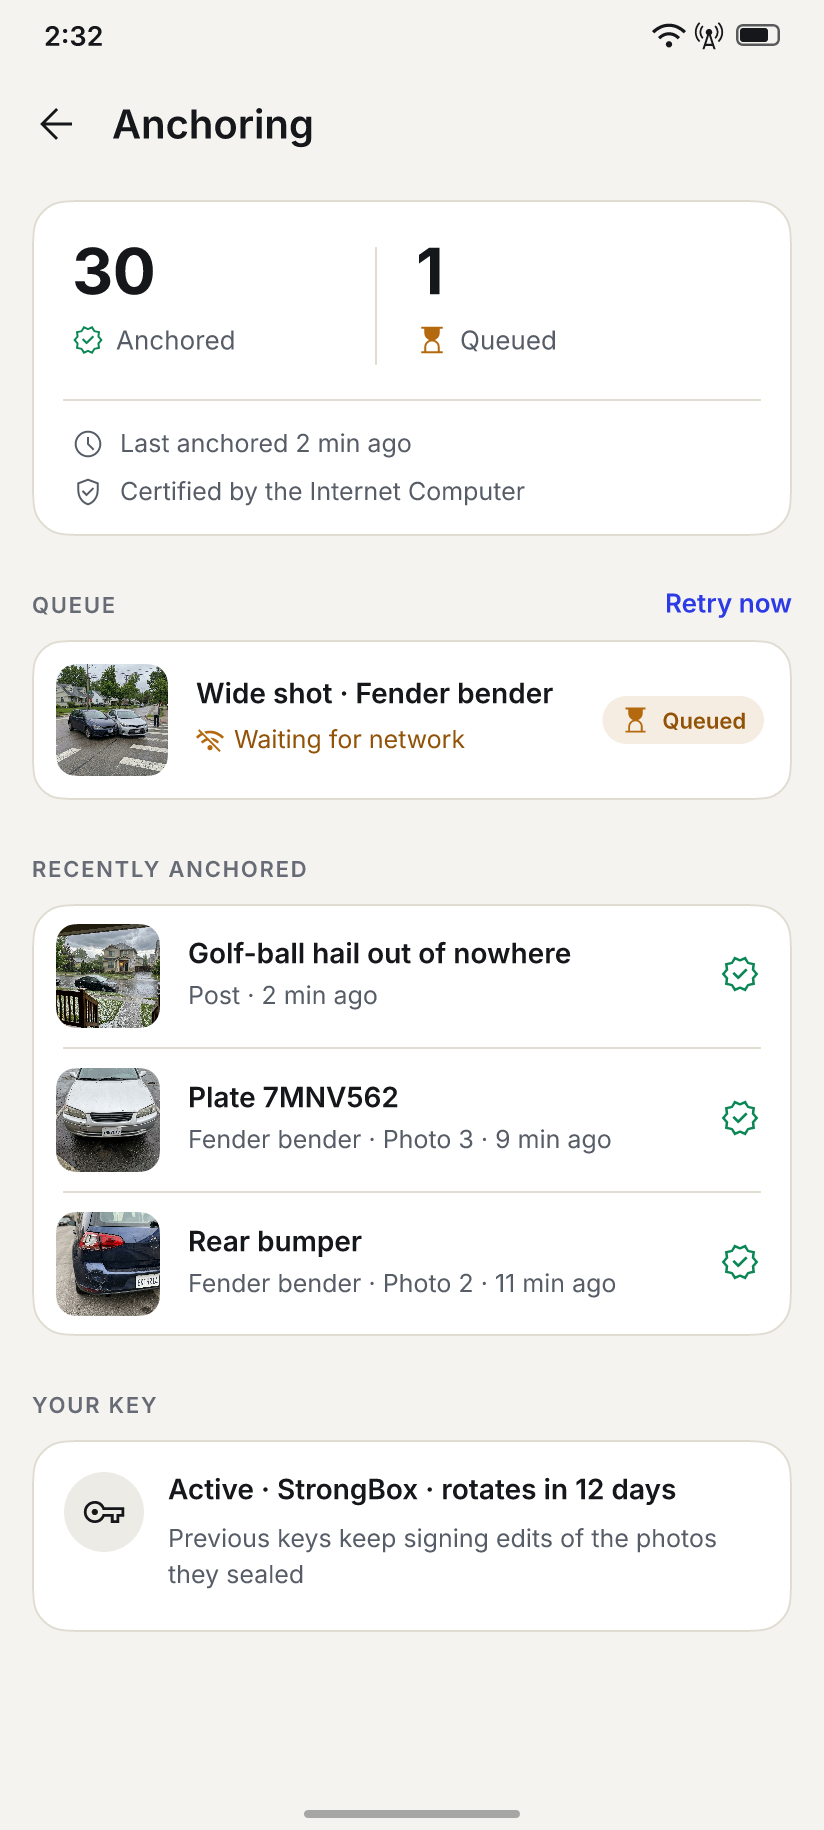 2:32
Anchoring
30
Anchored
1
Queued
Last anchored 2 min ago
Certified by the Internet Computer
QUEUE
Retry now
Wide shot · Fender bender
Waiting for network
Queued
RECENTLY ANCHORED
Golf-ball hail out of nowhere
Post · 2 min ago
Plate 7MNV562
Fender bender · Photo 3 · 9 min ago
Rear bumper
Fender bender · Photo 2 · 11 min ago
YOUR KEY
Active · StrongBox · rotates in 12 days
Previous keys keep signing edits of the photos
they sealed